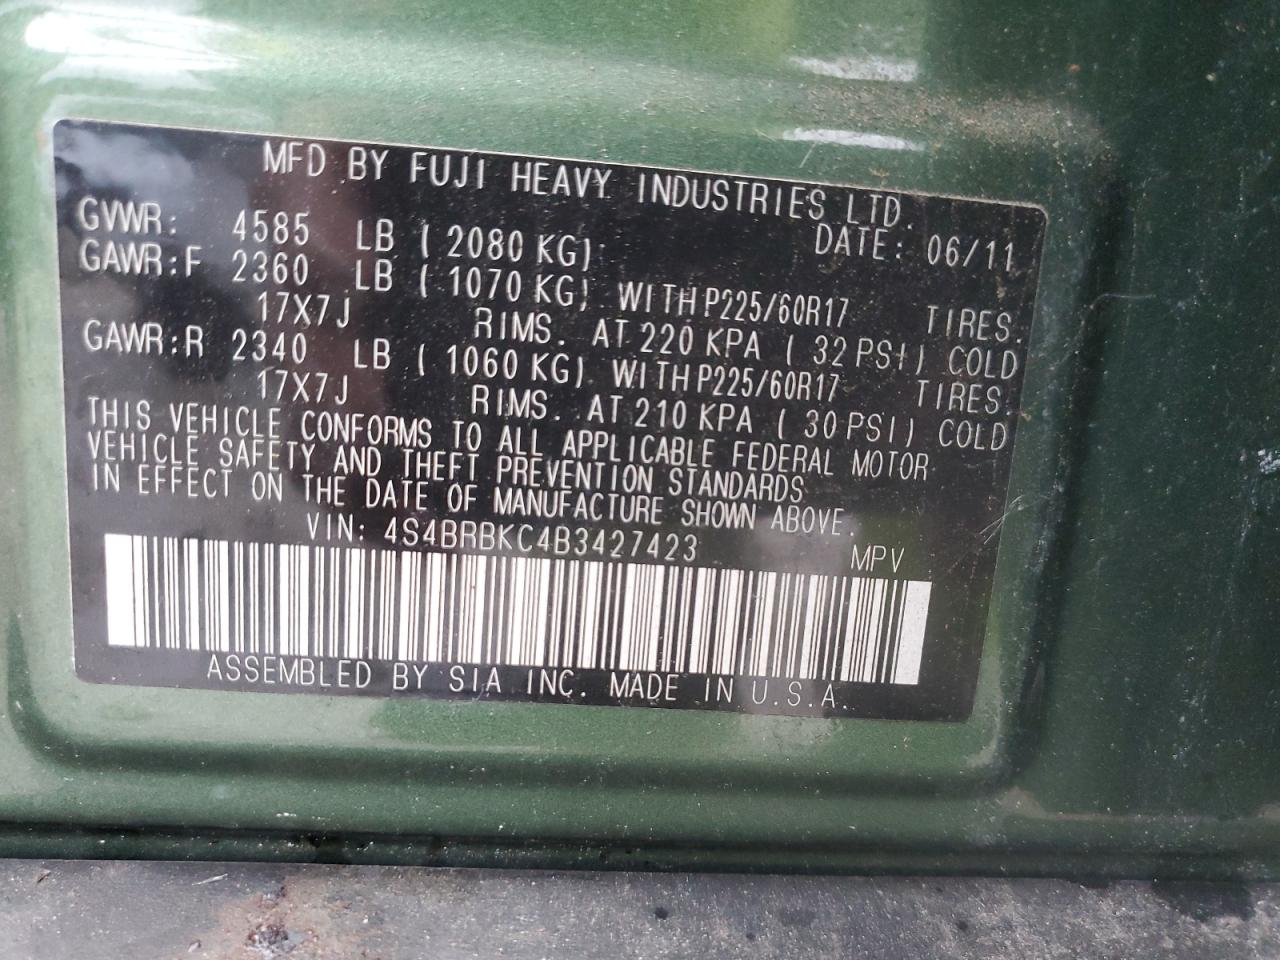 MFD BY FUJI HEAVY INDUSTRIES LTD.
GVWR: 4585 LB ( 2080 KG) DATE: 06/11
GAWR:F 2360 LB ( 1070 KG) WITH P225/60R17 TIRES.
17X7J RIMS. AT 220 KPA ( 32 PSI) COLD
GAWR:R 2340 LB ( 1060 KG) WITH P225/60R17 TIRES.
17X7J RIMS. AT 210 KPA ( 30 PSI) COLD
THIS VEHICLE CONFORMS TO ALL APPLICABLE FEDERAL MOTOR
VEHICLE SAFETY AND THEFT PREVENTION STANDARDS
IN EFFECT ON THE DATE OF MANUFACTURE SHOWN ABOVE.
VIN: 4S4BRBKC4B3427423 MPV
ASSEMBLED BY SIA INC. MADE IN U.S.A.